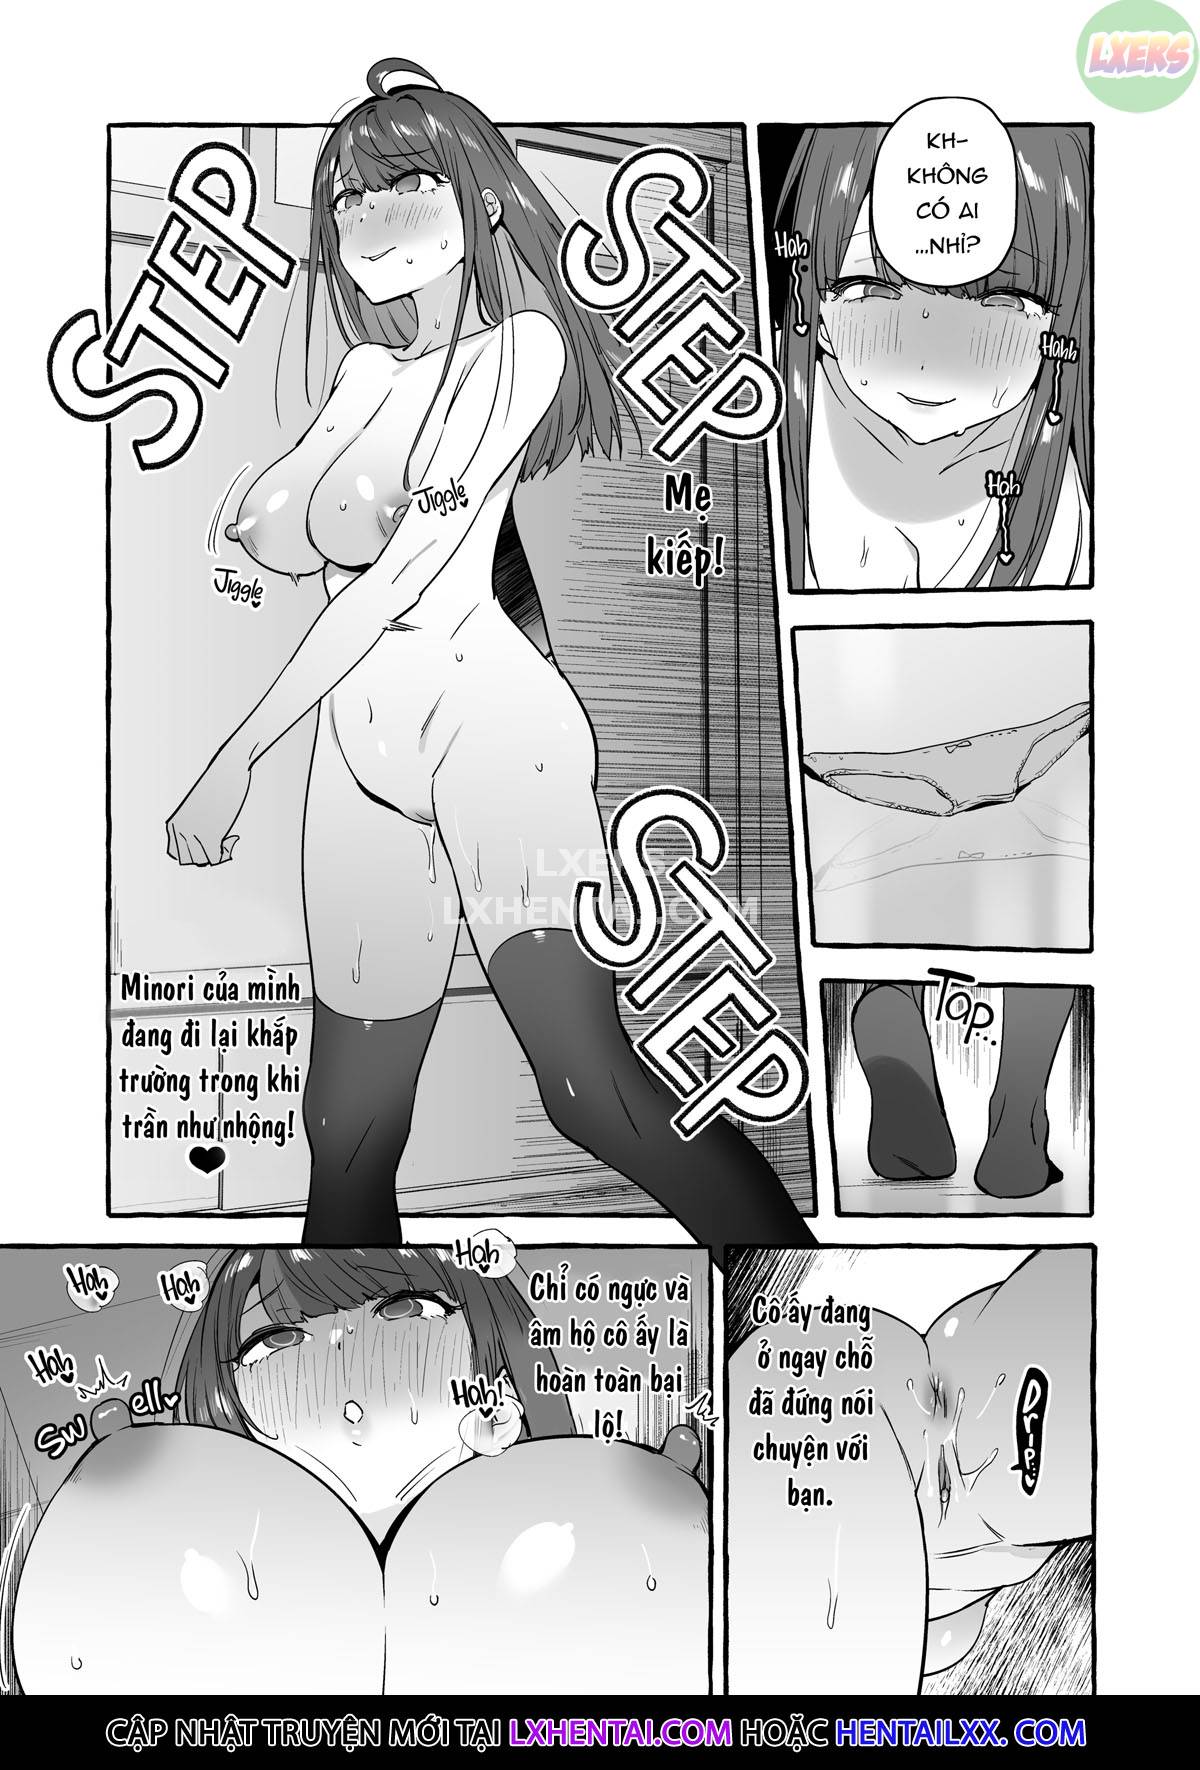 LXERS
KH-
KHÔNG
CÓ AI
...NHỈ?
Hah
Hahh
Hah
STEP
STEP
Mẹ
kiếp!
Jiggle
Jiggle
STEP
LXERS
LXHENTAI.COM
Minori của mình
đang đi lại khắp
trường trong khi
trần như nhộng!
Tap...
Hah
Hah
Hah
Hah
Hah!
Swell
Chỉ có ngực và
âm hộ cô ấy là
hoàn toàn bại
lộ!
Cô ấy đang
ở ngay chỗ
đã đứng nói
chuyện với
bạn.
Drip
CẬP NHẬT TRUYỆN MỚI TẠI LXHENTAI.COM HOẶC HENTAILXX. COM